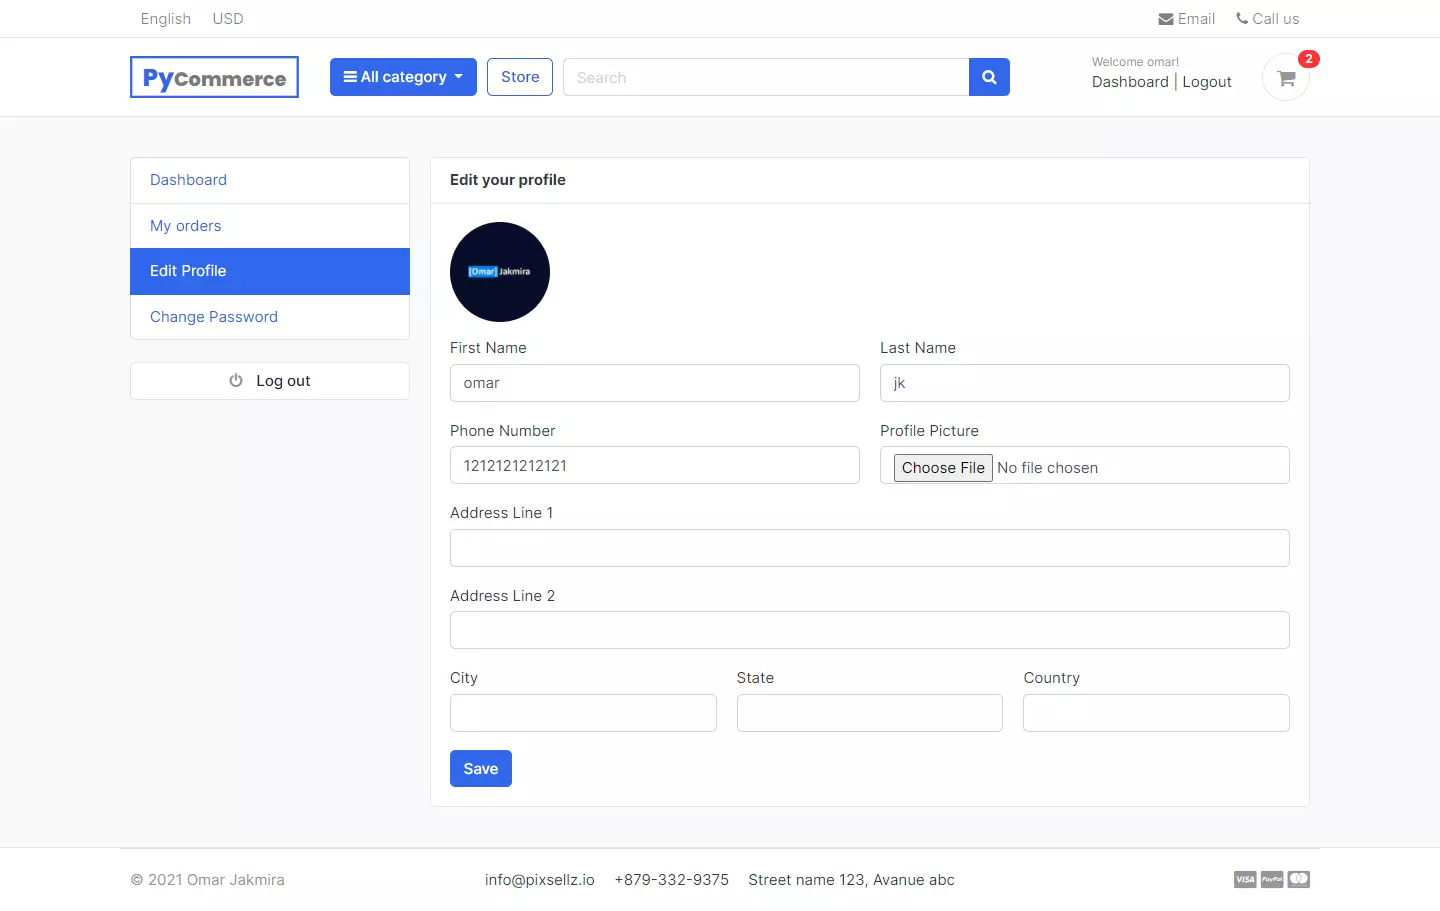 English USD Email Call us
PyCommerce All category Store Search Welcome omar! 2
Dashboard | Logout
Dashboard
My orders
Edit Profile
Change Password
Log out
Edit your profile
[Omar] Jakmira
First Name Last Name
omar jk
Phone Number Profile Picture
1212121212121 Choose File No file chosen
Address Line 1
Address Line 2
City State Country
Save
© 2021 Omar Jakmira info@pixsellz.io +879-332-9375 Street name 123, Avanue abc VISA PayPal